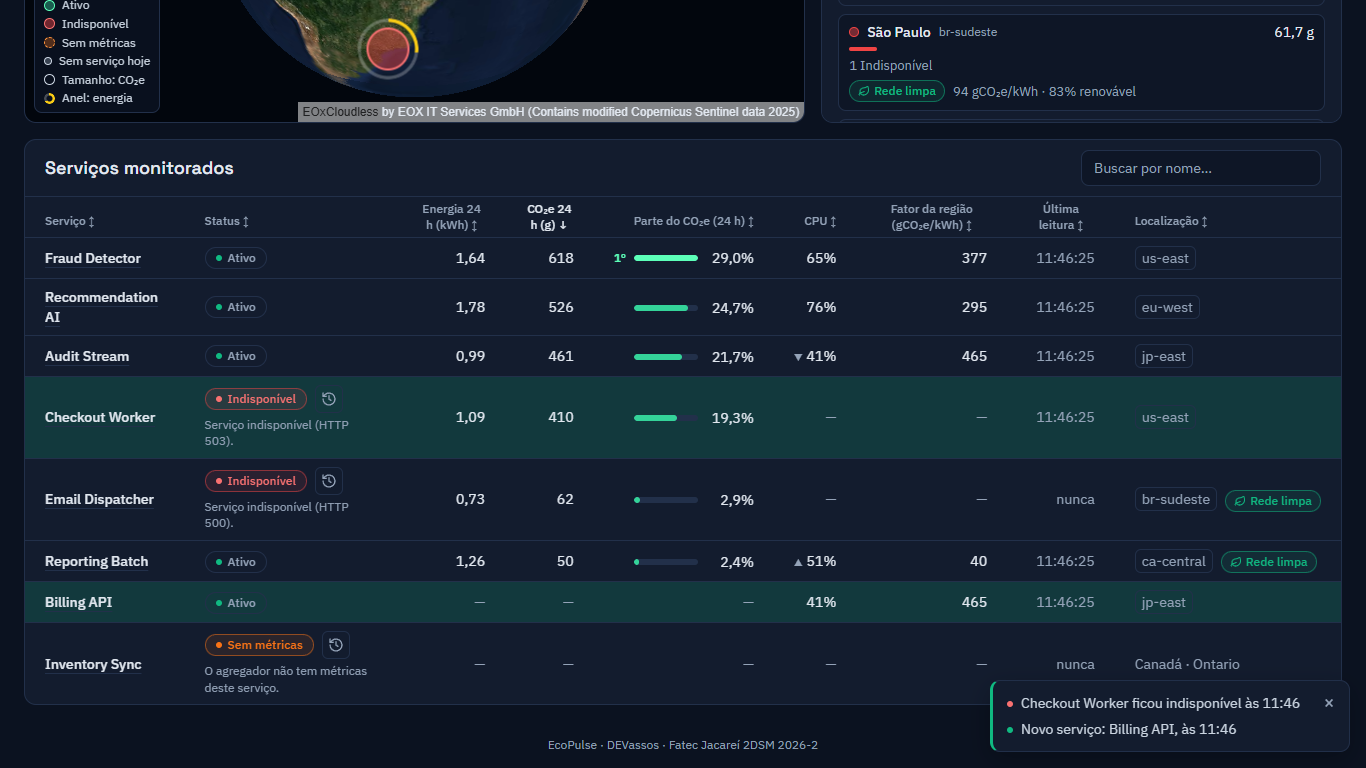 Ativo
Indisponível
Sem métricas
Sem serviço hoje
Tamanho: CO₂e
Anel: energia
EOxCloudless by EOX IT Services GmbH (Contains modified Copernicus Sentinel data 2025)
São Paulo br-sudeste 61,7 g
1 Indisponível
Rede limpa 94 gCO₂e/kWh · 83% renovável
Serviços monitorados
Buscar por nome...
Serviço ↕ Status ↕ Energia 24 h (kWh) ↕ CO₂e 24 h (g) ↓ Parte do CO₂e (24 h) ↕ CPU ↕ Fator da região (gCO₂e/kWh) ↕ Última leitura ↕ Localização ↕
Fraud Detector Ativo 1,64 618 1º 29,0% 65% 377 11:46:25 us-east
Recommendation AI Ativo 1,78 526 24,7% 76% 295 11:46:25 eu-west
Audit Stream Ativo 0,99 461 21,7% ▼ 41% 465 11:46:25 jp-east
Checkout Worker Indisponível 1,09 410 19,3% — — 11:46:25 us-east
Serviço indisponível (HTTP
503).
Email Dispatcher Indisponível 0,73 62 2,9% — — nunca br-sudeste Rede limpa
Serviço indisponível (HTTP
500).
Reporting Batch Ativo 1,26 50 2,4% ▲ 51% 40 11:46:25 ca-central Rede limpa
Billing API Ativo — — — 41% 465 11:46:25 jp-east
Inventory Sync Sem métricas — — — — — nunca Canadá · Ontario
O agregador não tem métricas
deste serviço.
Checkout Worker ficou indisponível às 11:46 ×
Novo serviço: Billing API, às 11:46
EcoPulse · DEVassos · Fatec Jacareí 2DSM 2026-2